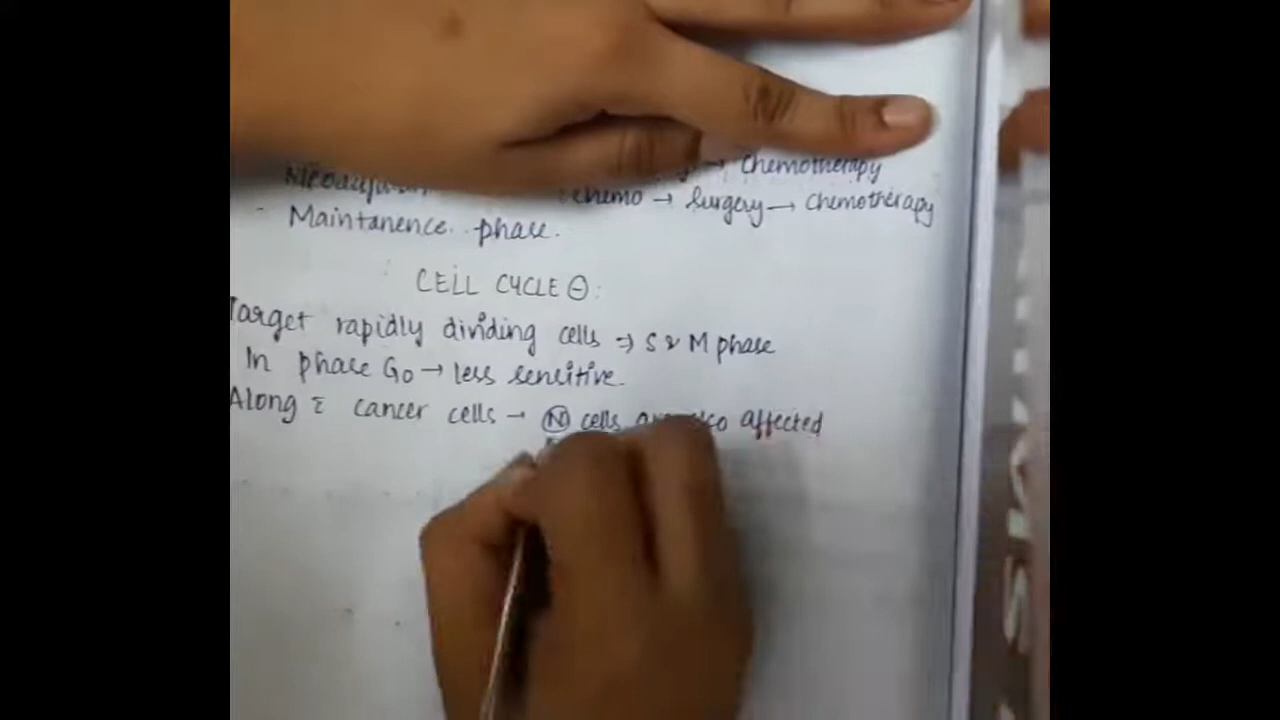 → Chemotherapy
chemo → Surgery → Chemotherapy
Maintanence phase.
CELL CYCLE ⊖:
Target rapidly dividing cells → S & M phase
In phase G0 → less sensitive.
Along c̄ cancer cells → Ⓝ cells also affected